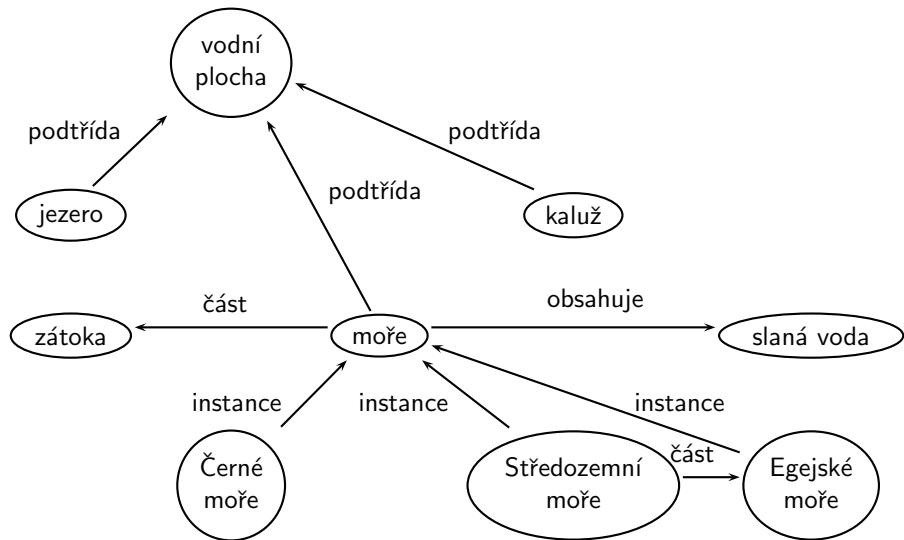 vodní
plocha
podtřída
podtřída
podtřída
jezero
kaluž
část
obsahuje
zátoka
moře
slaná voda
instance
instance
instance
Černé
moře
Středozemní
moře
část
Egejské
moře